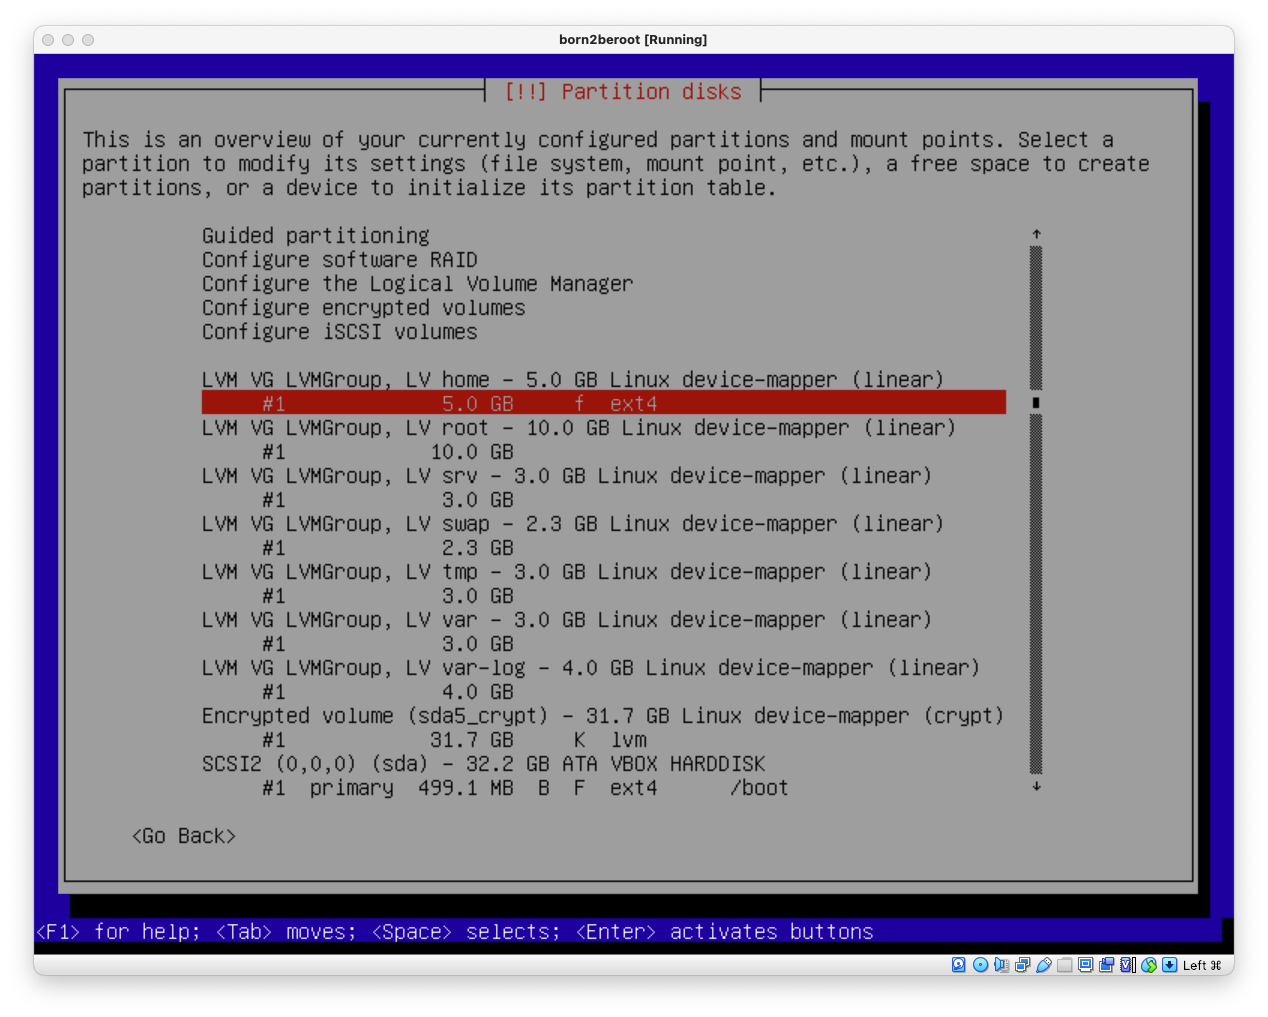 born2beroot [Running]
[!!] Partition disks
This is an overview of your currently configured partitions and mount points. Select a
partition to modify its settings (file system, mount point, etc.), a free space to create
partitions, or a device to initialize its partition table.
Guided partitioning
Configure software RAID
Configure the Logical Volume Manager
Configure encrypted volumes
Configure iSCSI volumes
LVM VG LVMGroup, LV home - 5.0 GB Linux device-mapper (linear)
#1 5.0 GB f ext4
LVM VG LVMGroup, LV root - 10.0 GB Linux device-mapper (linear)
#1 10.0 GB
LVM VG LVMGroup, LV srv - 3.0 GB Linux device-mapper (linear)
#1 3.0 GB
LVM VG LVMGroup, LV swap - 2.3 GB Linux device-mapper (linear)
#1 2.3 GB
LVM VG LVMGroup, LV tmp - 3.0 GB Linux device-mapper (linear)
#1 3.0 GB
LVM VG LVMGroup, LV var - 3.0 GB Linux device-mapper (linear)
#1 3.0 GB
LVM VG LVMGroup, LV var-log - 4.0 GB Linux device-mapper (linear)
#1 4.0 GB
Encrypted volume (sda5_crypt) - 31.7 GB Linux device-mapper (crypt)
#1 31.7 GB K lvm
SCSI2 (0,0,0) (sda) - 32.2 GB ATA VBOX HARDDISK
#1 primary 499.1 MB B F ext4 /boot
<Go Back>
<F1> for help; <Tab> moves; <Space> selects; <Enter> activates buttons
Left ⌘